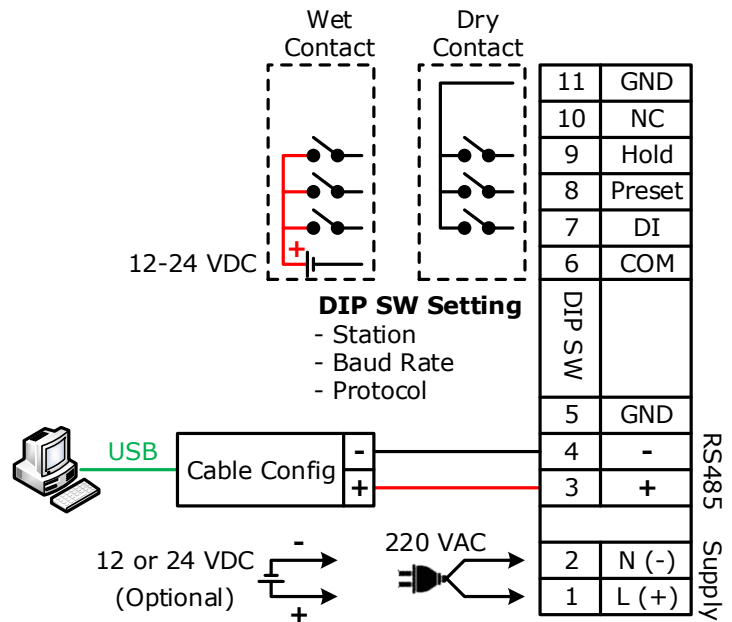 Wet Contact
Dry Contact
11 GND
10 NC
9 Hold
8 Preset
7 DI
6 COM
+
12-24 VDC
DIP SW Setting
- Station
- Baud Rate
- Protocol
DIP SW
5 GND
4 -
3 +
RS485
USB
Cable Config
-
+
12 or 24 VDC
(Optional)
-
+
220 VAC
2 N (-)
1 L (+)
Supply